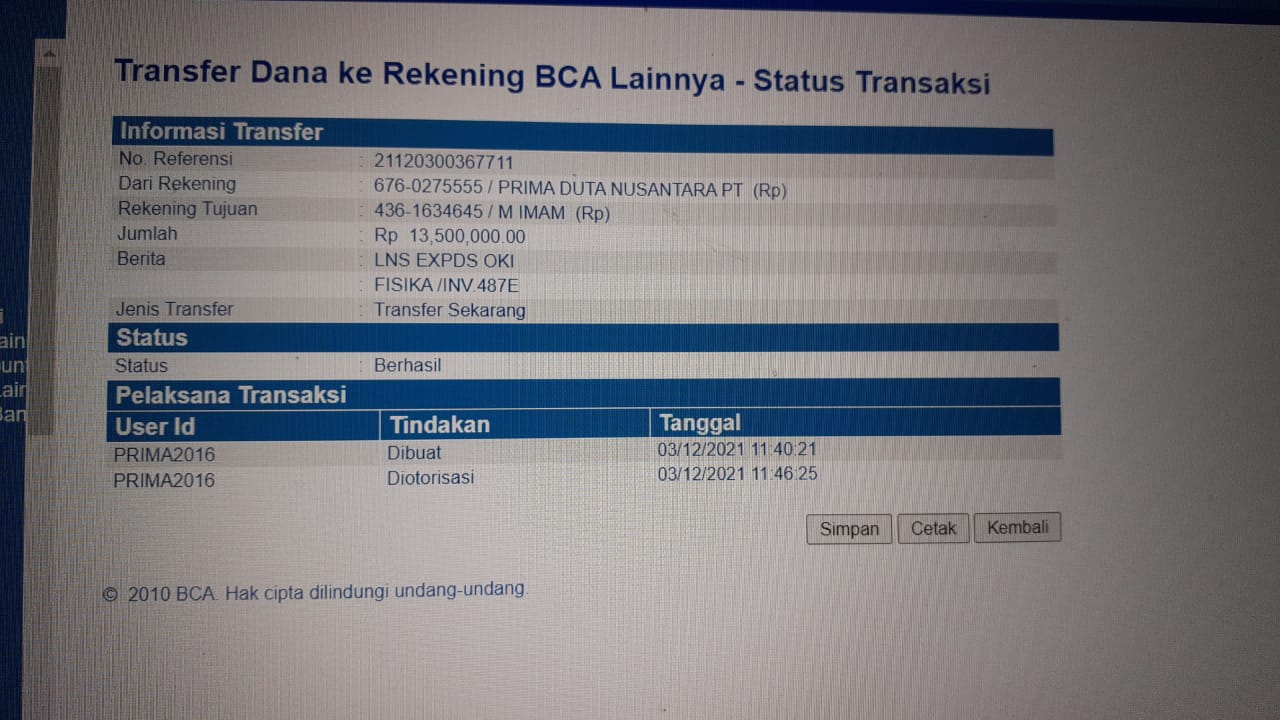 Transfer Dana ke Rekening BCA Lainnya - Status Transaksi
Informasi Transfer
No. Referensi : 21120300367711
Dari Rekening : 676-0275555 / PRIMA DUTA NUSANTARA PT (Rp)
Rekening Tujuan : 436-1634645 / M IMAM (Rp)
Jumlah : Rp 13,500,000.00
Berita : LNS EXPDS OKI
: FISIKA /INV.487E
Jenis Transfer : Transfer Sekarang
Status
Status : Berhasil
Pelaksana Transaksi
User Id Tindakan Tanggal
PRIMA2016 Dibuat 03/12/2021 11:40:21
PRIMA2016 Diotorisasi 03/12/2021 11:46:25
Simpan Cetak Kembali
© 2010 BCA. Hak cipta dilindungi undang-undang.